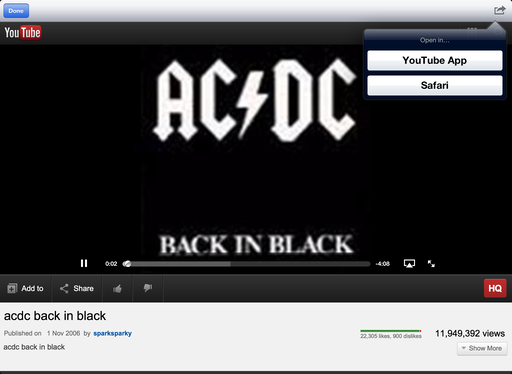 Done
YouTube
Open in...
YouTube App
Safari
AC DC
BACK IN BLACK
0:02
-4:08
Add to
Share
HQ
acdc back in black
Published on 1 Nov 2006 by sparksparky
22,305 likes, 900 dislikes
11,949,392 views
acdc back in black
Show More